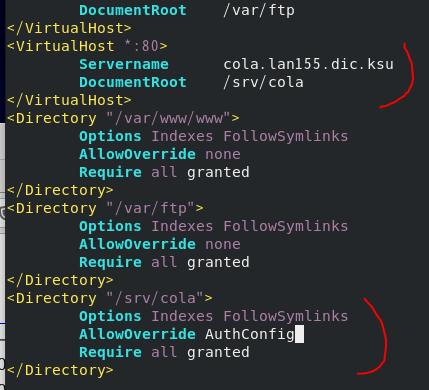 DocumentRoot /var/ftp
</VirtualHost>
<VirtualHost *:80>
Servername cola.lan155.dic.ksu
DocumentRoot /srv/cola
</VirtualHost>
<Directory "/var/www/www">
Options Indexes FollowSymlinks
AllowOverride none
Require all granted
</Directory>
<Directory "/var/ftp">
Options Indexes FollowSymlinks
AllowOverride none
Require all granted
</Directory>
<Directory "/srv/cola">
Options Indexes FollowSymlinks
AllowOverride AuthConfig
Require all granted
</Directory>